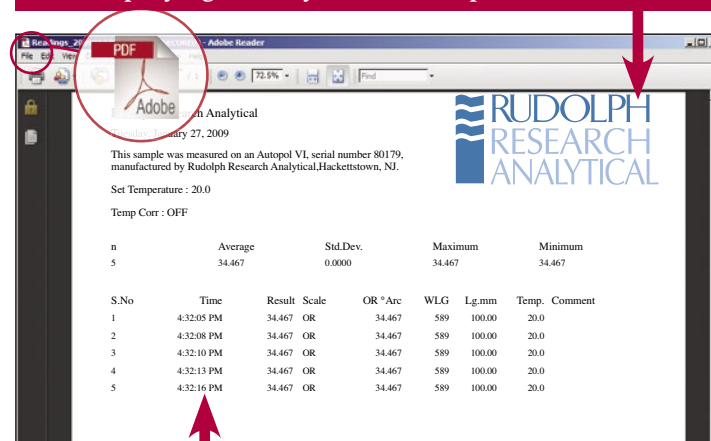 Readings_20 - Adobe Reader
File Edit View
PDF
Adobe
/ 1 72.5% Find
RUDOLPH
RESEARCH
ANALYTICAL
Research Analytical
January 27, 2009
This sample was measured on an Autopol VI, serial number 80179,
manufactured by Rudolph Research Analytical,Hackettstown, NJ.
Set Temperature : 20.0
Temp Corr : OFF
n Average Std.Dev. Maximum Minimum
5 34.467 0.0000 34.467 34.467
S.No Time Result Scale OR °Arc WLG Lg.mm Temp. Comment
1 4:32:05 PM 34.467 OR 34.467 589 100.00 20.0
2 4:32:08 PM 34.467 OR 34.467 589 100.00 20.0
3 4:32:10 PM 34.467 OR 34.467 589 100.00 20.0
4 4:32:13 PM 34.467 OR 34.467 589 100.00 20.0
5 4:32:16 PM 34.467 OR 34.467 589 100.00 20.0